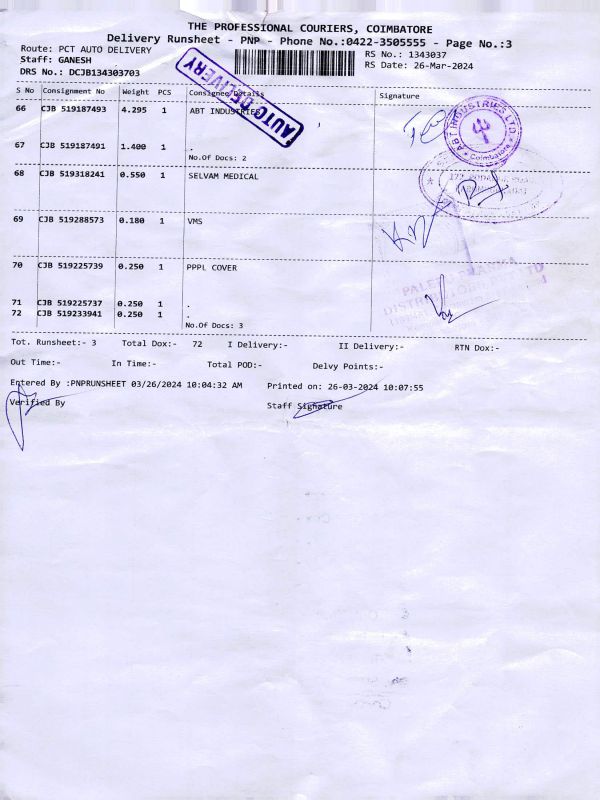 THE PROFESSIONAL COURIERS, COIMBATORE
Delivery Runsheet - PNP - Phone No.:0422-3505555 - Page No.:3
Route: PCT AUTO DELIVERY
RS No.: 1343037
Staff: GANESH
RS Date: 26-Mar-2024
DRS No.: DCJB134303703
AUTO DELIVERY
S No Consignment No Weight PCS Consignee Details Signature
66 CJB 519187493 4.295 1 ABT INDUSTRIES
ABT INDUSTRIES LTD.
* Coimbatore *
67 CJB 519187491 1.400 1 .
No.Of Docs: 2
68 CJB 519318241 0.550 1 SELVAM MEDICAL
69 CJB 519288573 0.180 1 VMS
70 CJB 519225739 0.250 1 PPPL COVER
71 CJB 519225737 0.250 1 .
72 CJB 519233941 0.250 1 .
No.Of Docs: 3
Tot. Runsheet:- 3 Total Dox:- 72 I Delivery:- II Delivery:- RTN Dox:-
Out Time:- In Time:- Total POD:- Delvy Points:-
Entered By :PNPRUNSHEET 03/26/2024 10:04:32 AM Printed on: 26-03-2024 10:07:55
Verified By Staff Signature